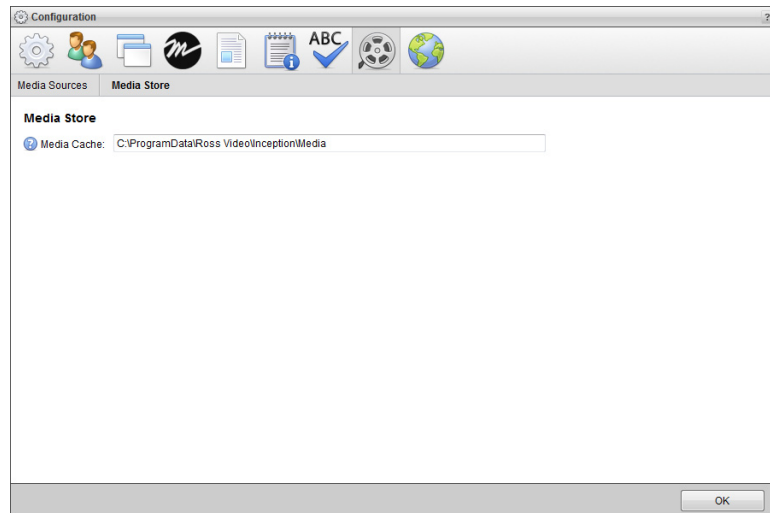 Configuration ?
ABC
Media Sources Media Store
Media Store
? Media Cache: C:\ProgramData\Ross Video\Inception\Media
OK